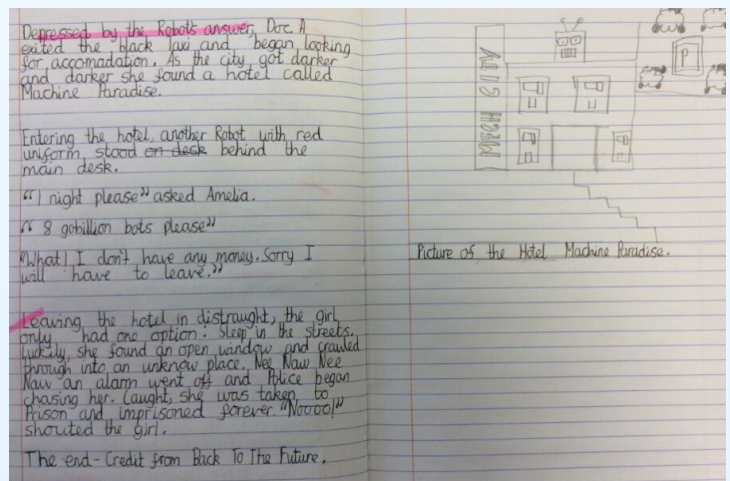 Depressed by the Robots answer, Doc. A
exited the black taxi and, began looking
for accomadation. As the city, got darker
and darker she found a hotel called
Machine Paradise.
Entering the hotel, another Robot with red
uniform, stood on desk behind the
main desk.
"1 night please" asked Amelia.
"8 gobillion bots please"
"What! I don't have any money. Sorry I
will have to leave."
Leaving the hotel in distraught, the girl
only had one option: Sleep in the streets.
Luckily, she found an open window and crawled
through into an unknow place. Nee Naw Nee
Naw an alarm went off and Police began
chasing her. Caught, she was taken to
Prison and imprisoned forever. "Noooo!"
shouted the girl.
The end - Credit from Back To The Future.
P
Picture of the Hotel Machine Paradise.